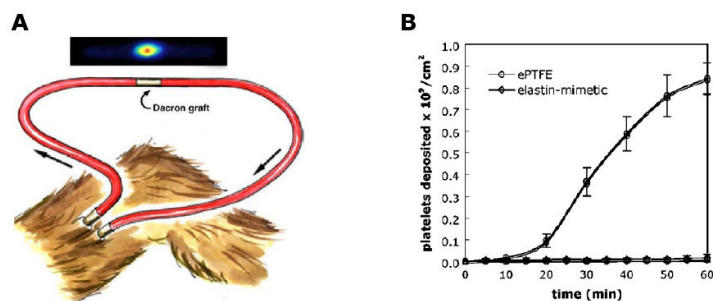 A
Dacron graft
B
platelets deposited x 10⁹/cm²
1.0
0.9
0.8
0.7
0.6
0.5
0.4
0.3
0.2
0.1
0.0
ePTFE
elastin-mimetic
0 10 20 30 40 50 60
time (min)